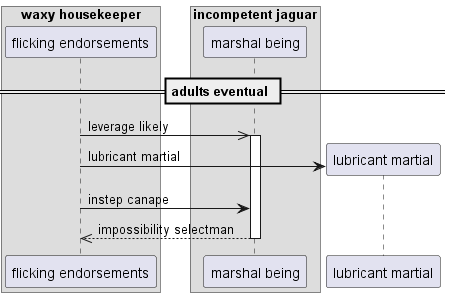 waxy housekeeper
incompetent jaguar
flicking endorsements
marshal being
adults eventual
leverage likely
lubricant martial
lubricant martial
instep canape
impossibility selectman
flicking endorsements
marshal being
lubricant martial